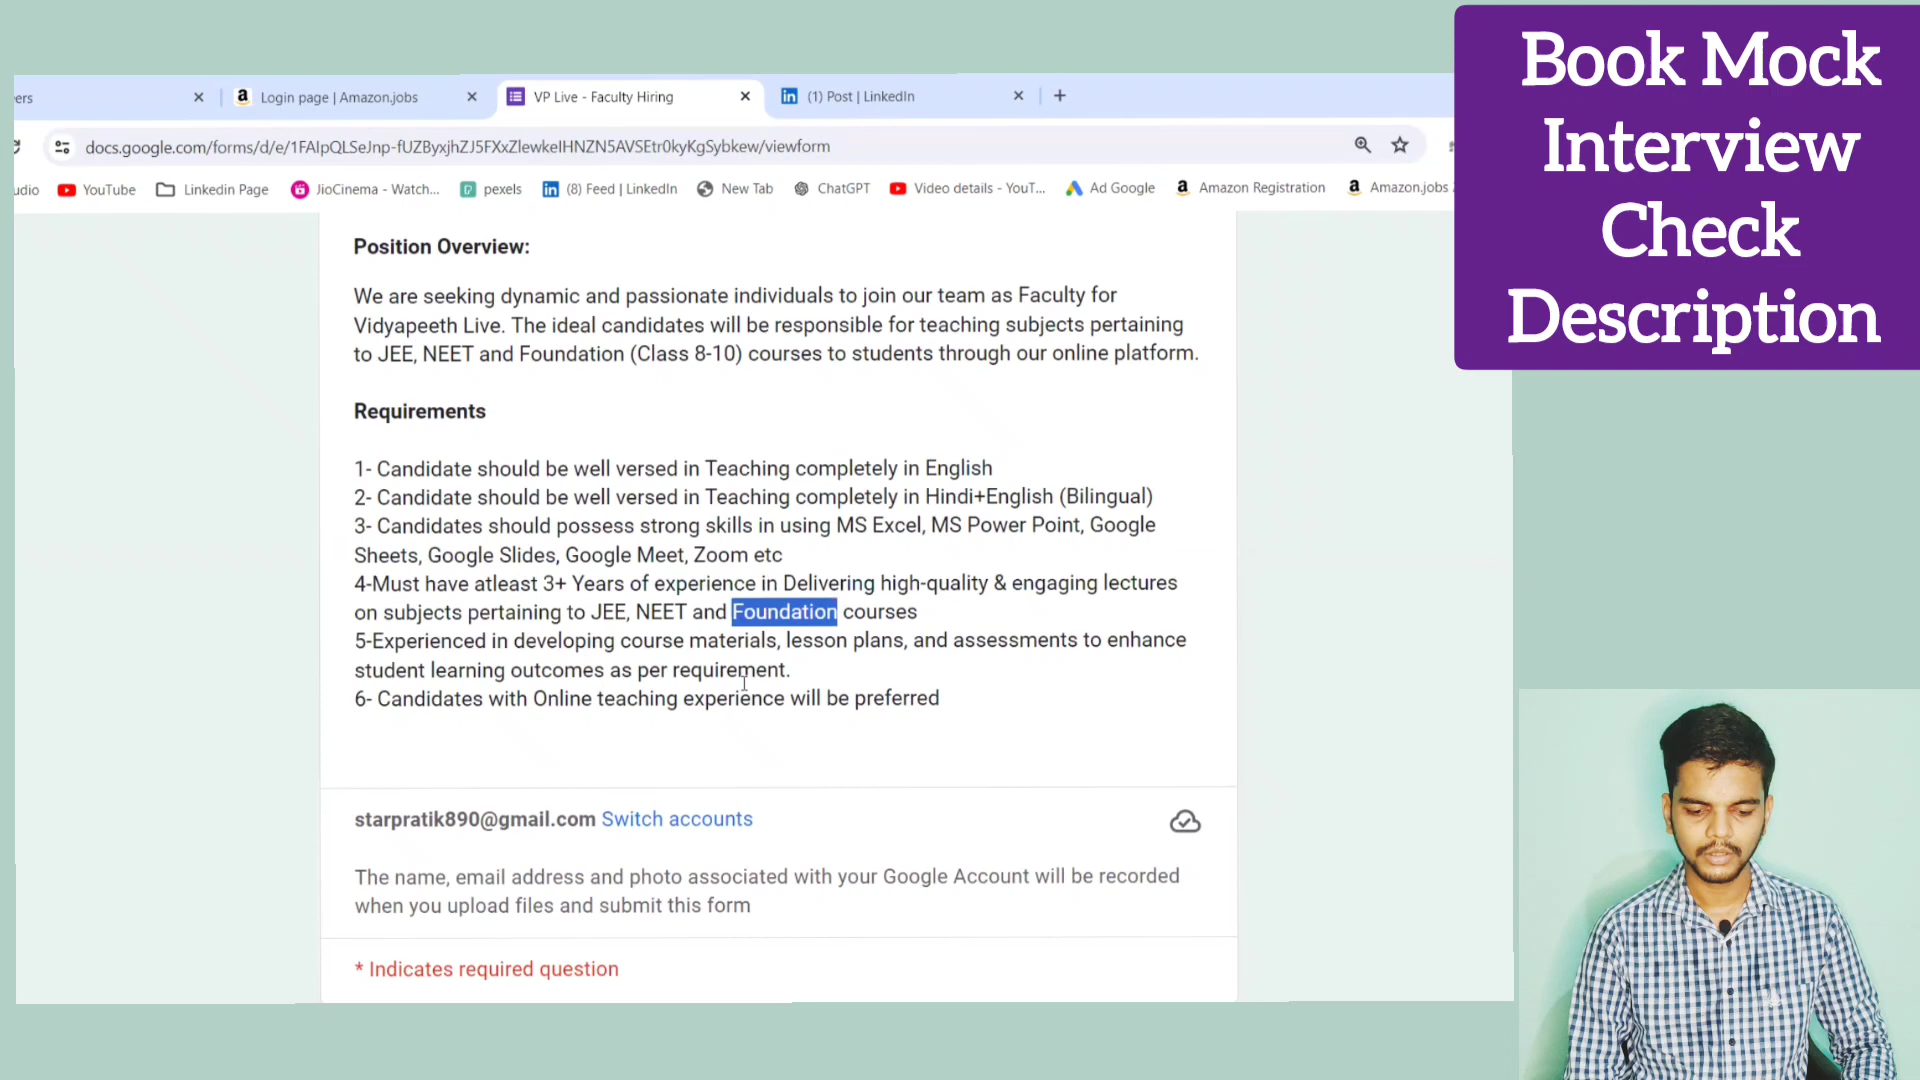 Book Mock
Interview
Check
Description
ers
Login page | Amazon.jobs
VP Live - Faculty Hiring
(1) Post | LinkedIn
docs.google.com/forms/d/e/1FAIpQLSeJnp-fUZByxjhZJ5FXxZlewkeIHNZN5AVSEtr0kyKgSybkew/viewform
udio
YouTube
Linkedin Page
JioCinema - Watch...
pexels
(8) Feed | LinkedIn
New Tab
ChatGPT
Video details - YouT...
Ad Google
Amazon Registration
Amazon.jobs
Position Overview:
We are seeking dynamic and passionate individuals to join our team as Faculty for
Vidyapeeth Live. The ideal candidates will be responsible for teaching subjects pertaining
to JEE, NEET and Foundation (Class 8-10) courses to students through our online platform.
Requirements
1- Candidate should be well versed in Teaching completely in English
2- Candidate should be well versed in Teaching completely in Hindi+English (Bilingual)
3- Candidates should possess strong skills in using MS Excel, MS Power Point, Google
Sheets, Google Slides, Google Meet, Zoom etc
4-Must have atleast 3+ Years of experience in Delivering high-quality & engaging lectures
on subjects pertaining to JEE, NEET and Foundation courses
5-Experienced in developing course materials, lesson plans, and assessments to enhance
student learning outcomes as per requirement.
6- Candidates with Online teaching experience will be preferred
starpratik890@gmail.com Switch accounts
The name, email address and photo associated with your Google Account will be recorded
when you upload files and submit this form
* Indicates required question